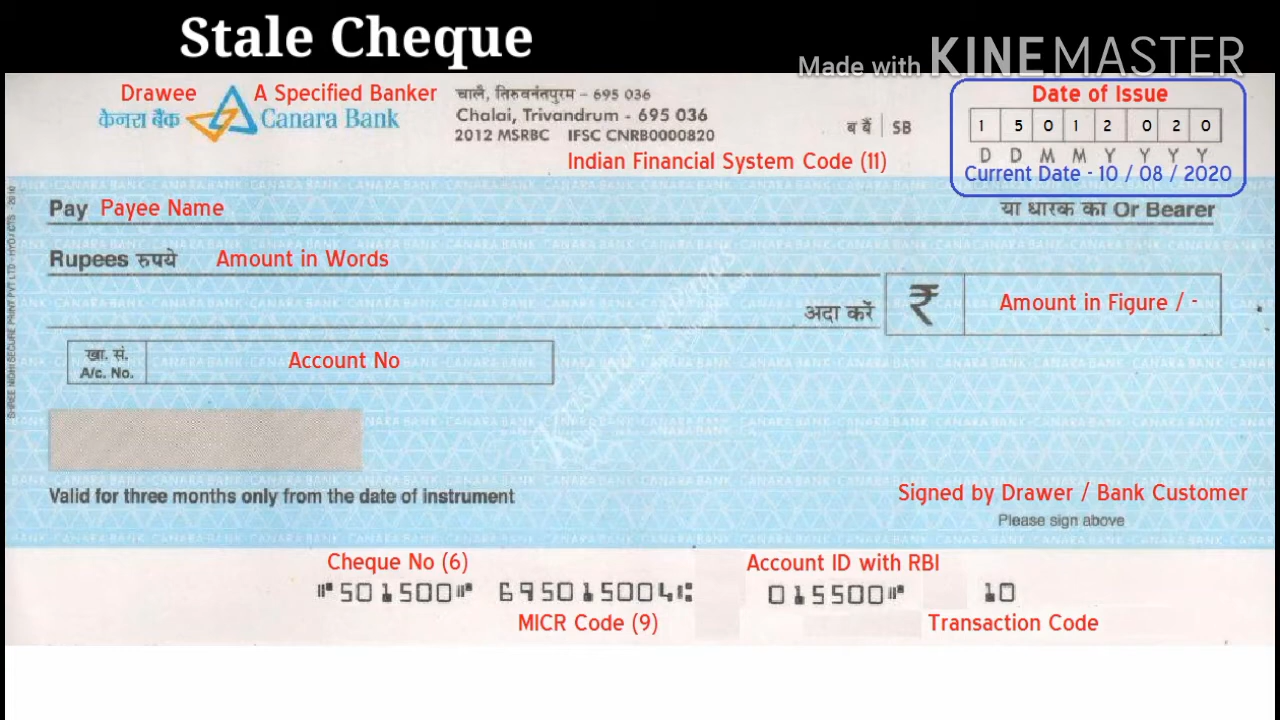 Stale Cheque
Made with KINEMASTER
Drawee A Specified Banker
केनरा बैंक Canara Bank
चालै, तिरुवनंतपुरम – 695 036
Chalai, Trivandrum - 695 036
2012 MSRBC IFSC CNRB0000820
Indian Financial System Code (11)
ब बैं | SB
Date of Issue
1 5 0 1 2 0 2 0
D D M M Y Y Y Y
Current Date - 10 / 08 / 2020
Pay Payee Name
या धारक को Or Bearer
Rupees रुपये Amount in Words
अदा करें ₹ Amount in Figure / -
खा. सं.
A/c. No. Account No
Valid for three months only from the date of instrument
Signed by Drawer / Bank Customer
Please sign above
Cheque No (6)
Account ID with RBI
⑈501500⑈ 695015004⑆ 015500⑈ 10
MICR Code (9)
Transaction Code